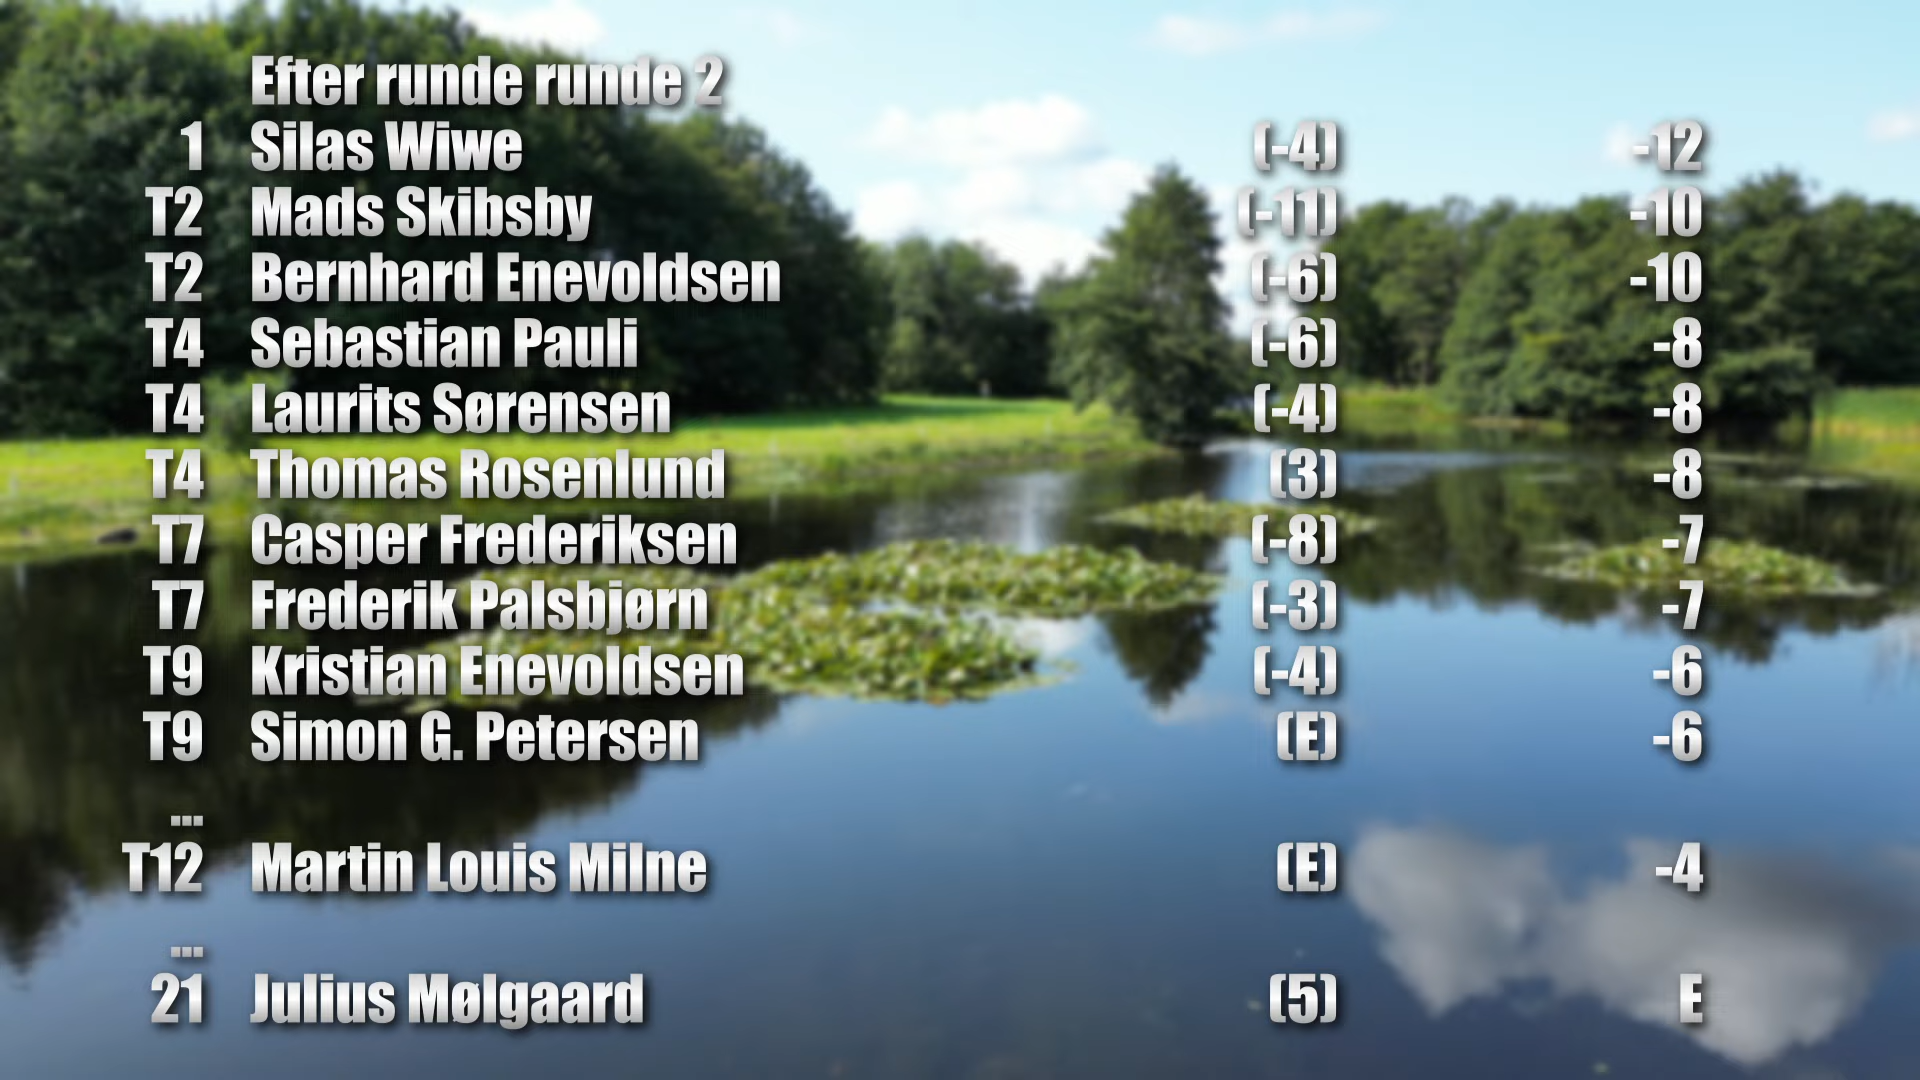 Efter runde runde 2
1 Silas Wiwe (-4) -12
T2 Mads Skibsby (-11) -10
T2 Bernhard Enevoldsen (-6) -10
T4 Sebastian Pauli (-6) -8
T4 Laurits Sørensen (-4) -8
T4 Thomas Rosenlund (3) -8
T7 Casper Frederiksen (-8) -7
T7 Frederik Palsbjørn (-3) -7
T9 Kristian Enevoldsen (-4) -6
T9 Simon G. Petersen (E) -6
...
T12 Martin Louis Milne (E) -4
...
21 Julius Mølgaard (5) E